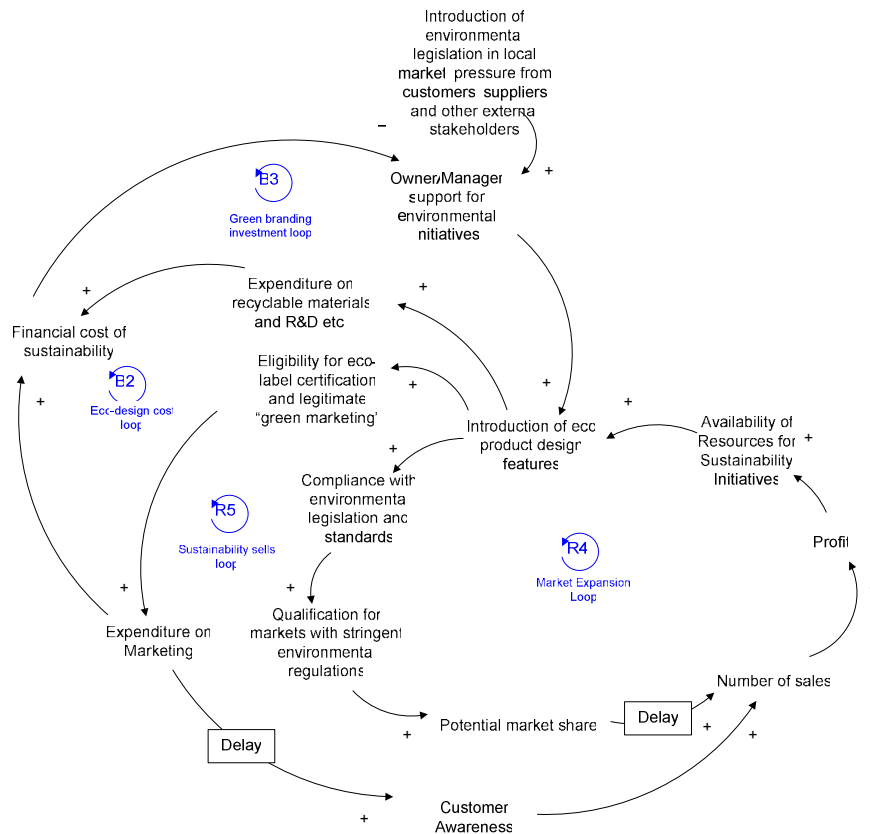 Introduction of
environmenta
legislation in local
market pressure from
customers suppliers
and other externa
stakeholders
–
+
Owner/Manager
support for
environmental
nitiatives
B3
Green branding
investment loop
+
Expenditure on
recyclable materials
and R&D etc
+
Financial cost of
sustainability
Eligibility for eco-
label certification
and legitimate
"green marketing"
+
+
+
B2
Eco-design cost
loop
+
Introduction of eco
product design
features
+
Availability of
Resources for
Sustainability
Initiatives
+
+
Compliance with
environmenta
legislation and
standards
R5
Sustainability sells
loop
R4
Market Expansion
Loop
Profit
+
+
Qualification for
markets with stringent
environmenta
regulations
Expenditure on
Marketing
Number of sales
Potential market share
Delay
+
+
+
Delay
+
Customer
Awareness